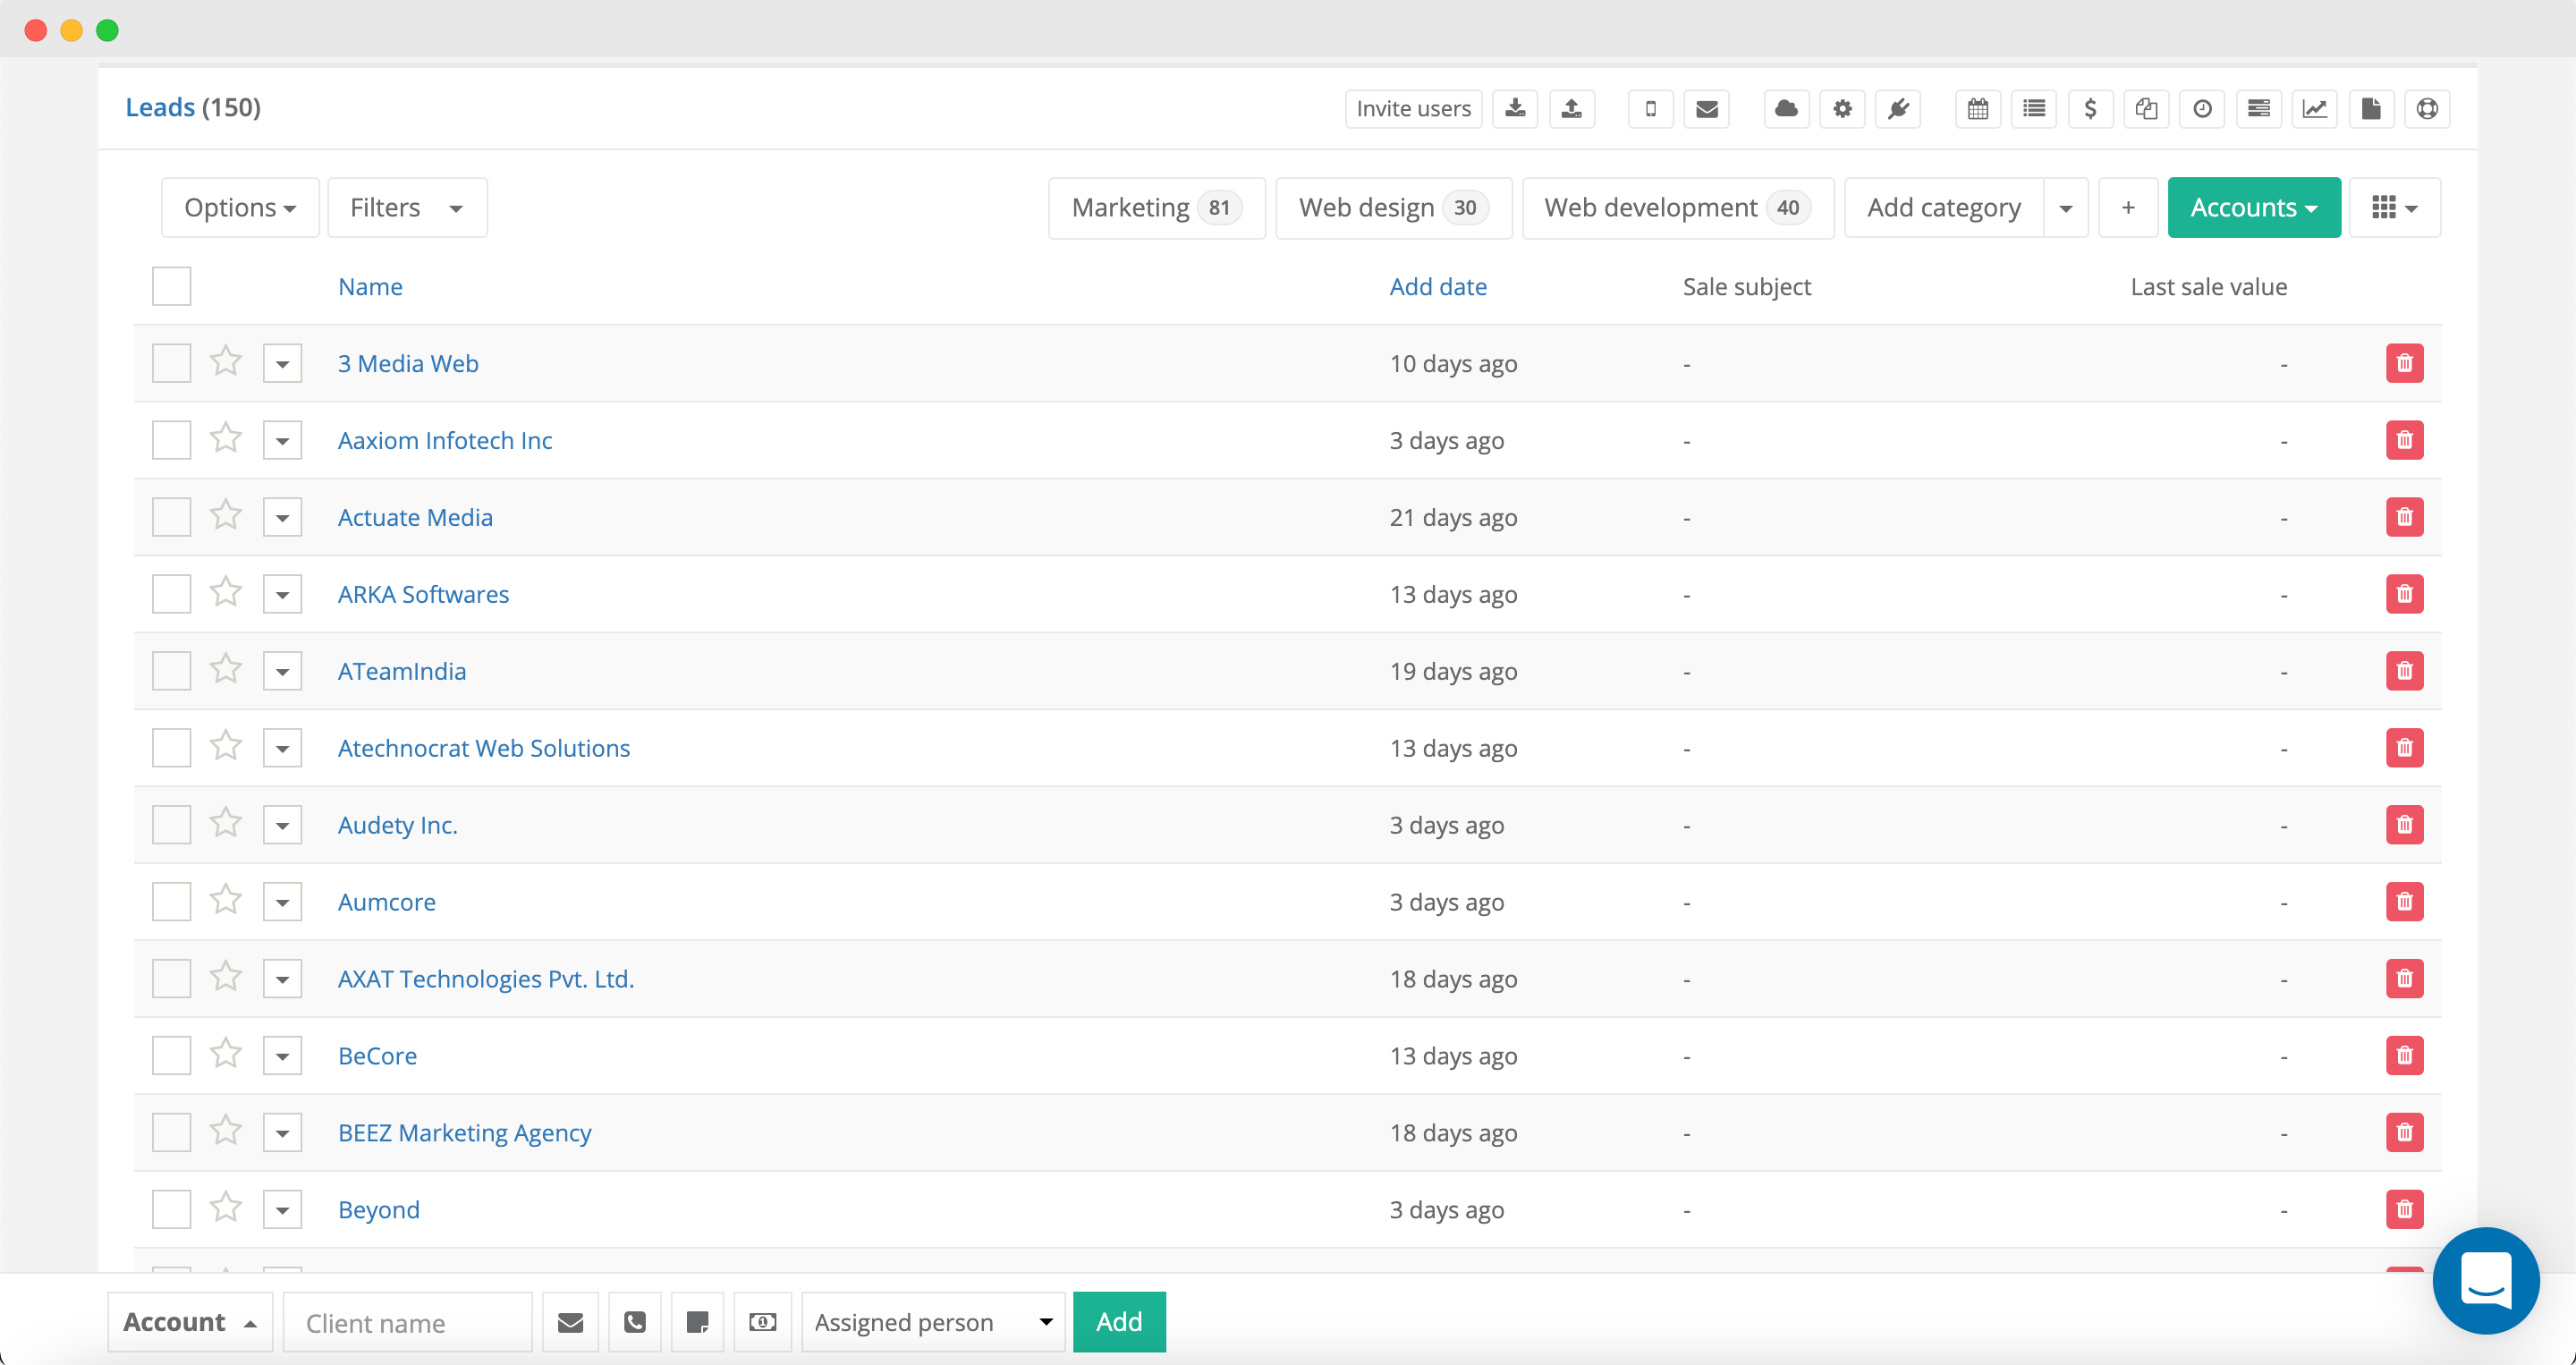 Leads (150)
Invite users
Options
Filters
Marketing 81
Web design 30
Web development 40
Add category
+
Accounts
Name
Add date
Sale subject
Last sale value
3 Media Web 10 days ago - -
Aaxiom Infotech Inc 3 days ago - -
Actuate Media 21 days ago - -
ARKA Softwares 13 days ago - -
ATeamIndia 19 days ago - -
Atechnocrat Web Solutions 13 days ago - -
Audety Inc. 3 days ago - -
Aumcore 3 days ago - -
AXAT Technologies Pvt. Ltd. 18 days ago - -
BeCore 13 days ago - -
BEEZ Marketing Agency 18 days ago - -
Beyond 3 days ago - -
Account
Client name
Assigned person
Add